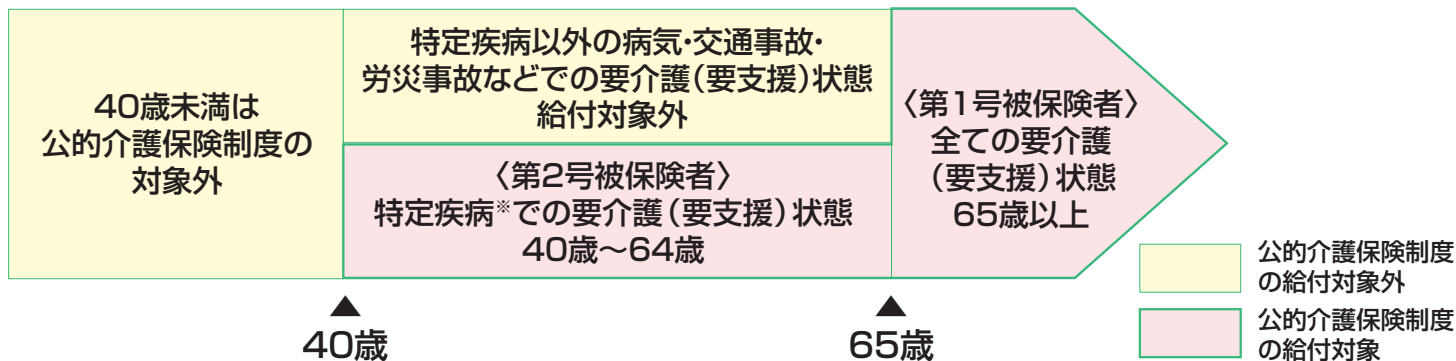 40歳未満は
公的介護保険制度の
対象外
特定疾病以外の病気・交通事故・
労災事故などでの要介護（要支援）状態
給付対象外
〈第2号被保険者〉
特定疾病※での要介護（要支援）状態
40歳～64歳
〈第1号被保険者〉
全ての要介護
（要支援）状態
65歳以上
▲
40歳
▲
65歳
公的介護保険制度
の給付対象外
公的介護保険制度
の給付対象